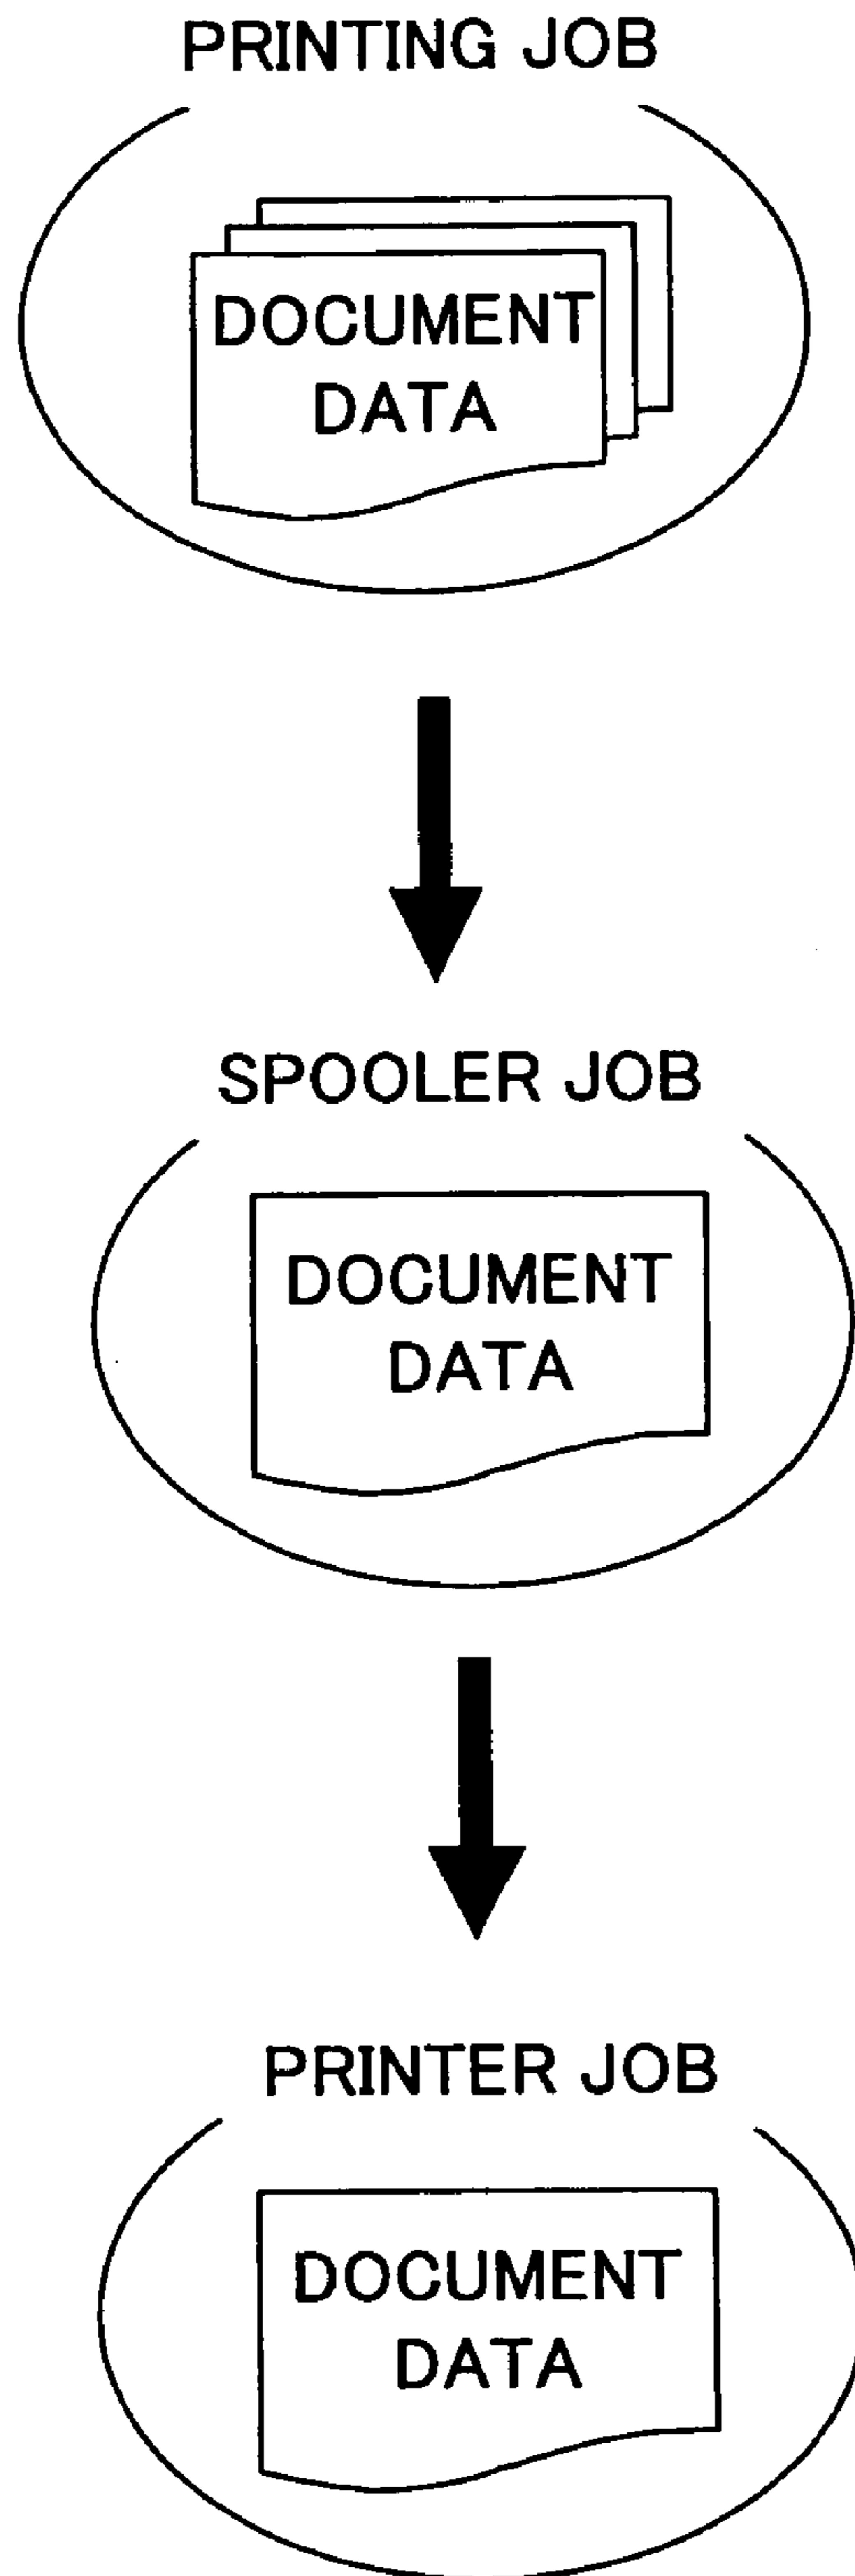 PRINTING JOB
DOCUMENT
DATA
SPOOLER JOB
DOCUMENT
DATA
PRINTER JOB
DOCUMENT
DATA